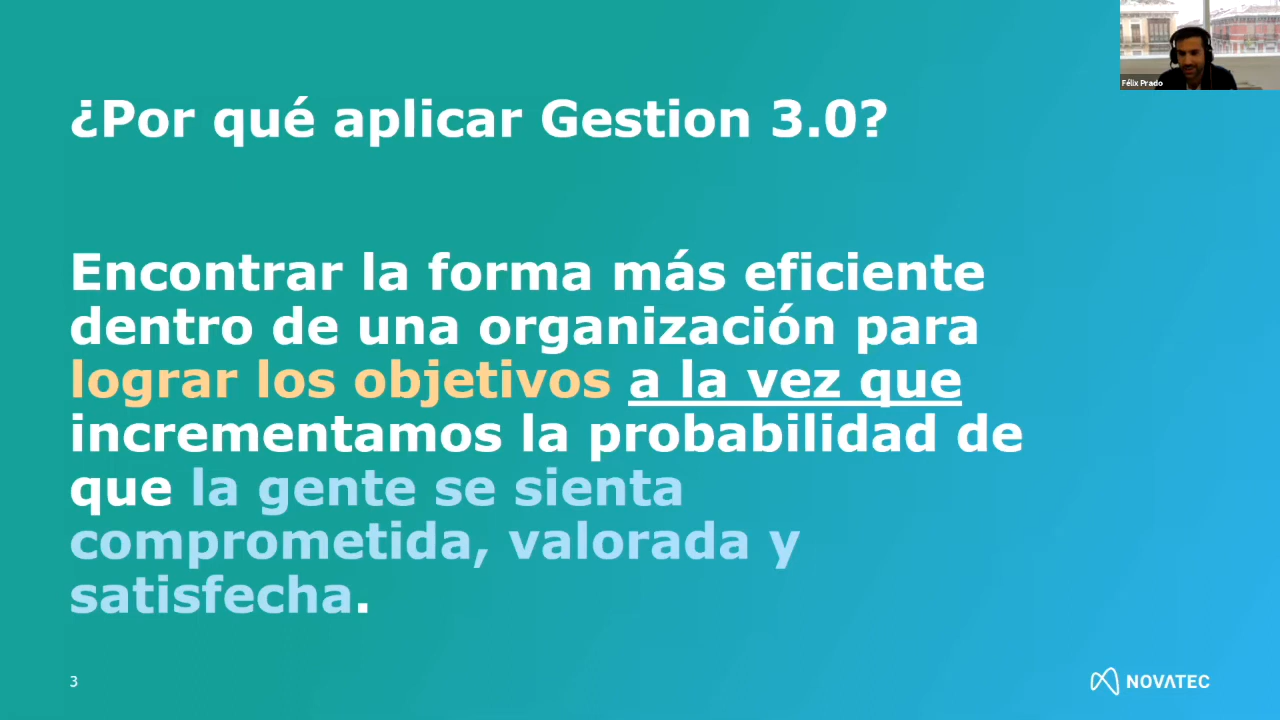 Félix Prado
¿Por qué aplicar Gestion 3.0?
Encontrar la forma más eficiente
dentro de una organización para
lograr los objetivos a la vez que
incrementamos la probabilidad de
que la gente se sienta
comprometida, valorada y
satisfecha.
3
NOVATEC